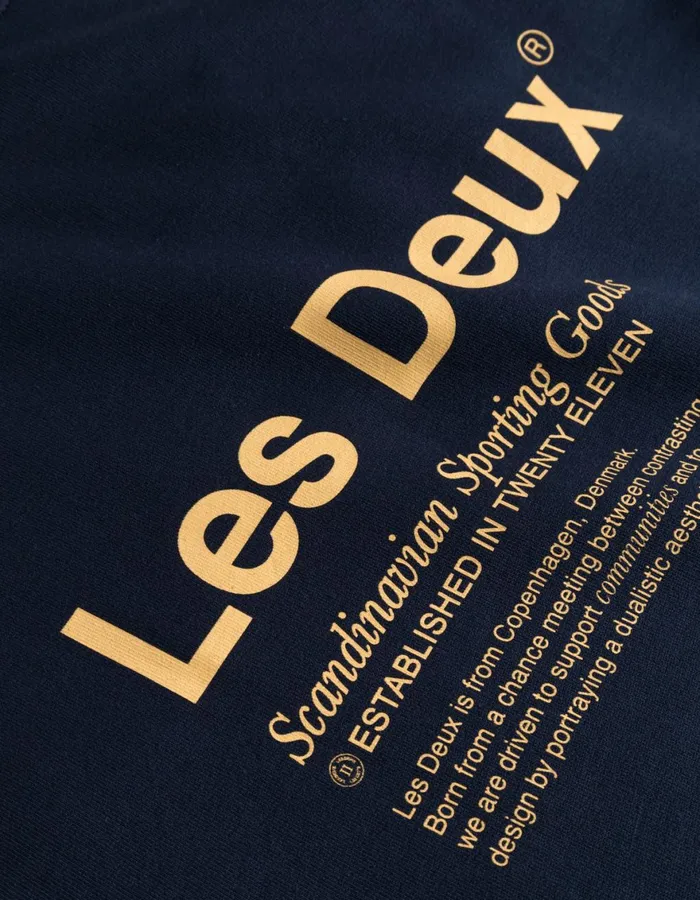 Les Deux®
Scandinavian Sporting Goods
II ESTABLISHED IN TWENTY ELEVEN
Les Deux is from Copenhagen, Denmark.
Born from a chance meeting between contrasting
we are driven to support communities and to
design by portraying a dualistic